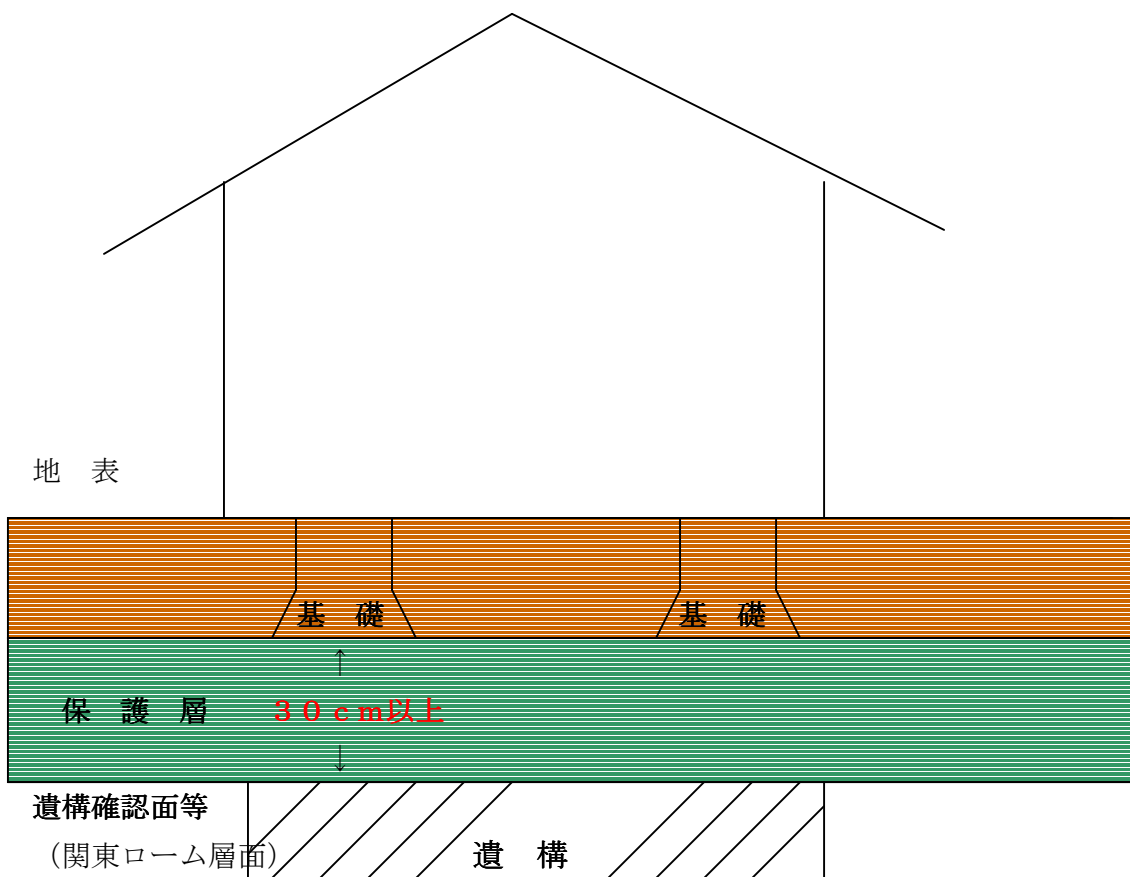 地　表
基　礎　基　礎
↑
保　護　層　３０ｃｍ以上
↓
遺構確認面等
（関東ローム層面）　遺　構